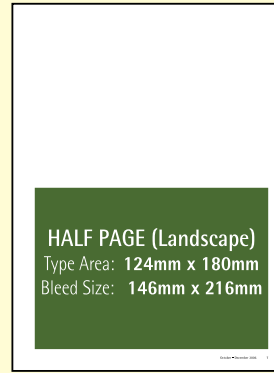 HALF PAGE (Landscape)
Type Area: 124mm x 180mm
Bleed Size: 146mm x 216mm